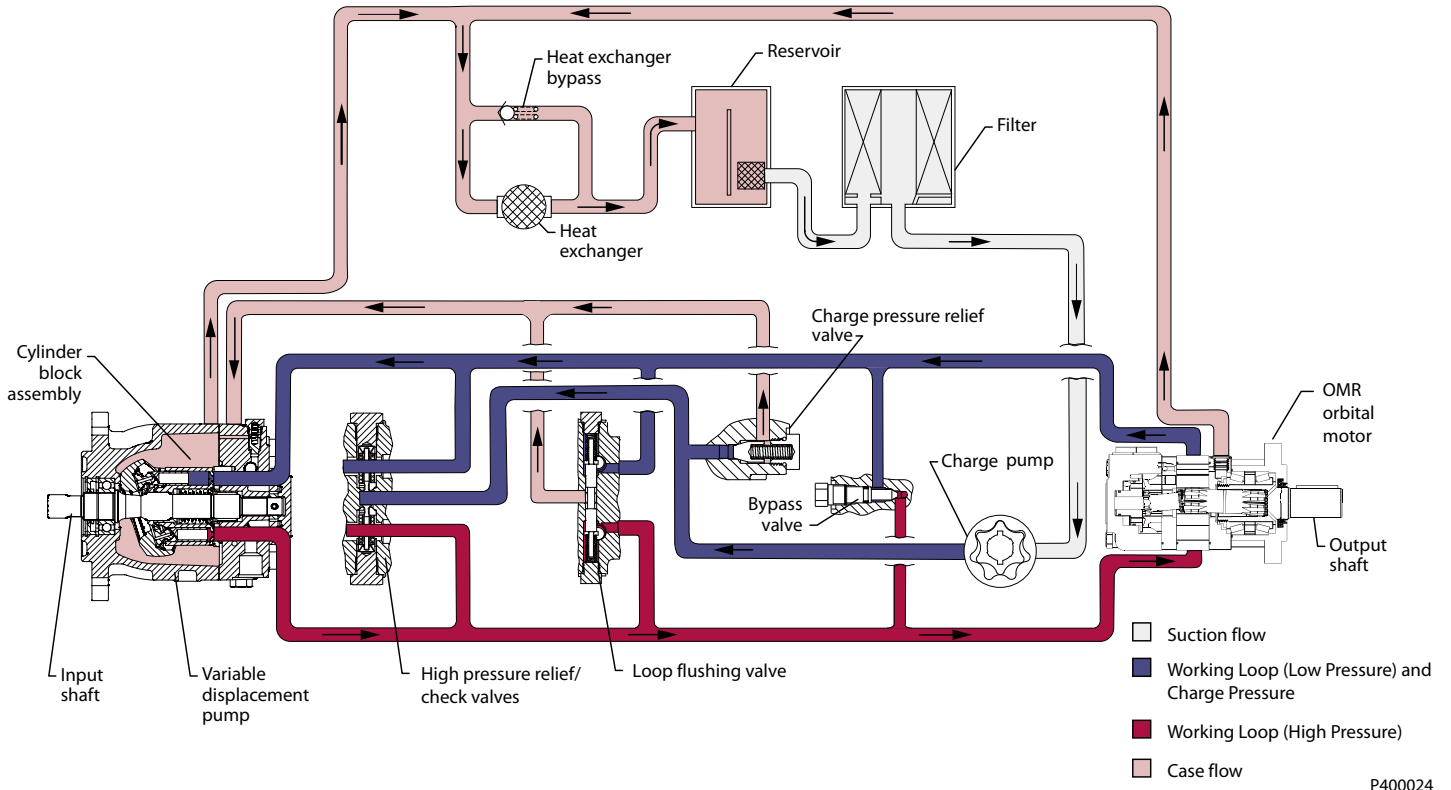 Heat exchanger
bypass
Reservoir
Filter
Heat
exchanger
Charge pressure relief
valve
Cylinder
block
assembly
OMR
orbital
motor
Charge pump
Bypass
valve
Output
shaft
Input
shaft
Variable
displacement
pump
High pressure relief/
check valves
Loop flushing valve
Suction flow
Working Loop (Low Pressure) and
Charge Pressure
Working Loop (High Pressure)
Case flow
P400024